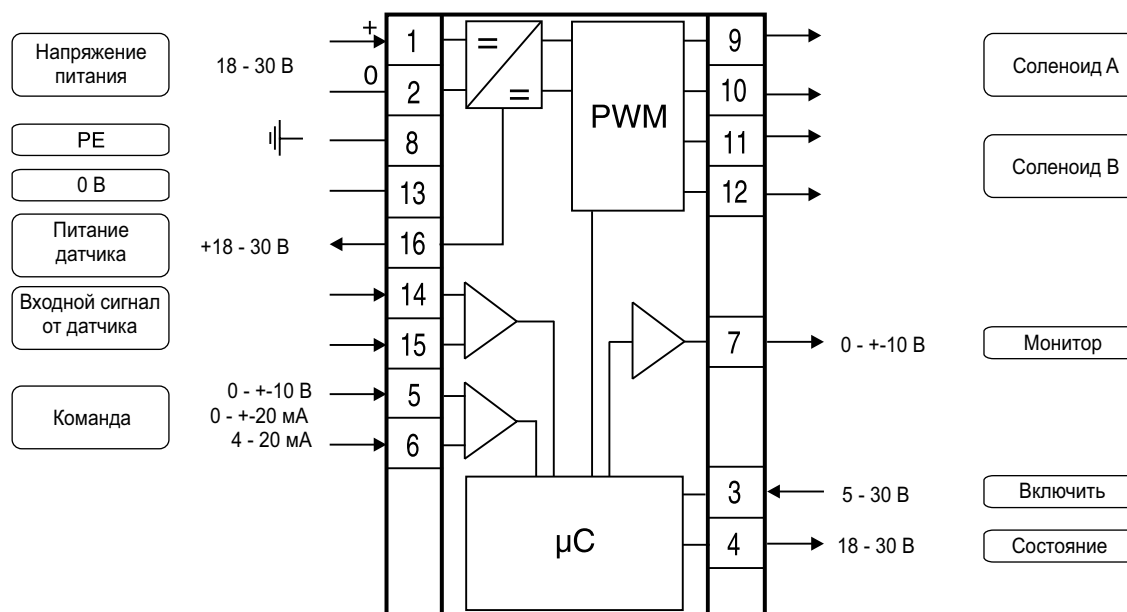 Напряжение
питания
18 - 30 В
+
0
1
2
=
=
PWM
9
10
Соленоид A
PE
8
11
12
Соленоид B
0 В
13
Питание
датчика
+18 - 30 В
16
Входной сигнал
от датчика
14
15
7
0 - +-10 В
Монитор
Команда
0 - +-10 В
0 - +-20 мА
4 - 20 мА
5
6
µC
3
5 - 30 В
Включить
4
18 - 30 В
Состояние